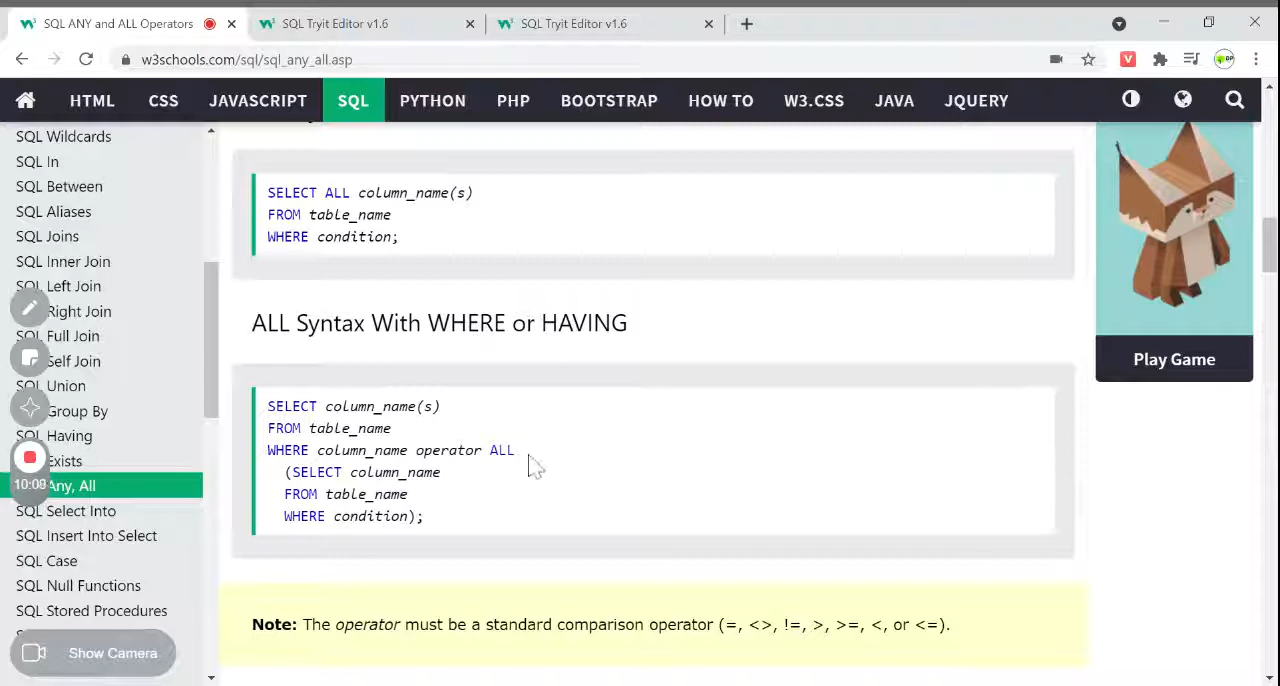 SQL ANY and ALL Operators
SQL Tryit Editor v1.6
SQL Tryit Editor v1.6
w3schools.com/sql/sql_any_all.asp
HTML CSS JAVASCRIPT SQL PYTHON PHP BOOTSTRAP HOW TO W3.CSS JAVA JQUERY
SQL Wildcards
SQL In
SQL Between
SQL Aliases
SQL Joins
SQL Inner Join
SQL Left Join
Right Join
SQL Full Join
Self Join
SQL Union
Group By
SQL Having
Exists
10:08
Any, All
SQL Select Into
SQL Insert Into Select
SQL Case
SQL Null Functions
SQL Stored Procedures
Show Camera
SELECT ALL column_name(s)
FROM table_name
WHERE condition;
ALL Syntax With WHERE or HAVING
SELECT column_name(s)
FROM table_name
WHERE column_name operator ALL
(SELECT column_name
FROM table_name
WHERE condition);
Note: The operator must be a standard comparison operator (=, <>, !=, >, >=, <, or <=).
Play Game